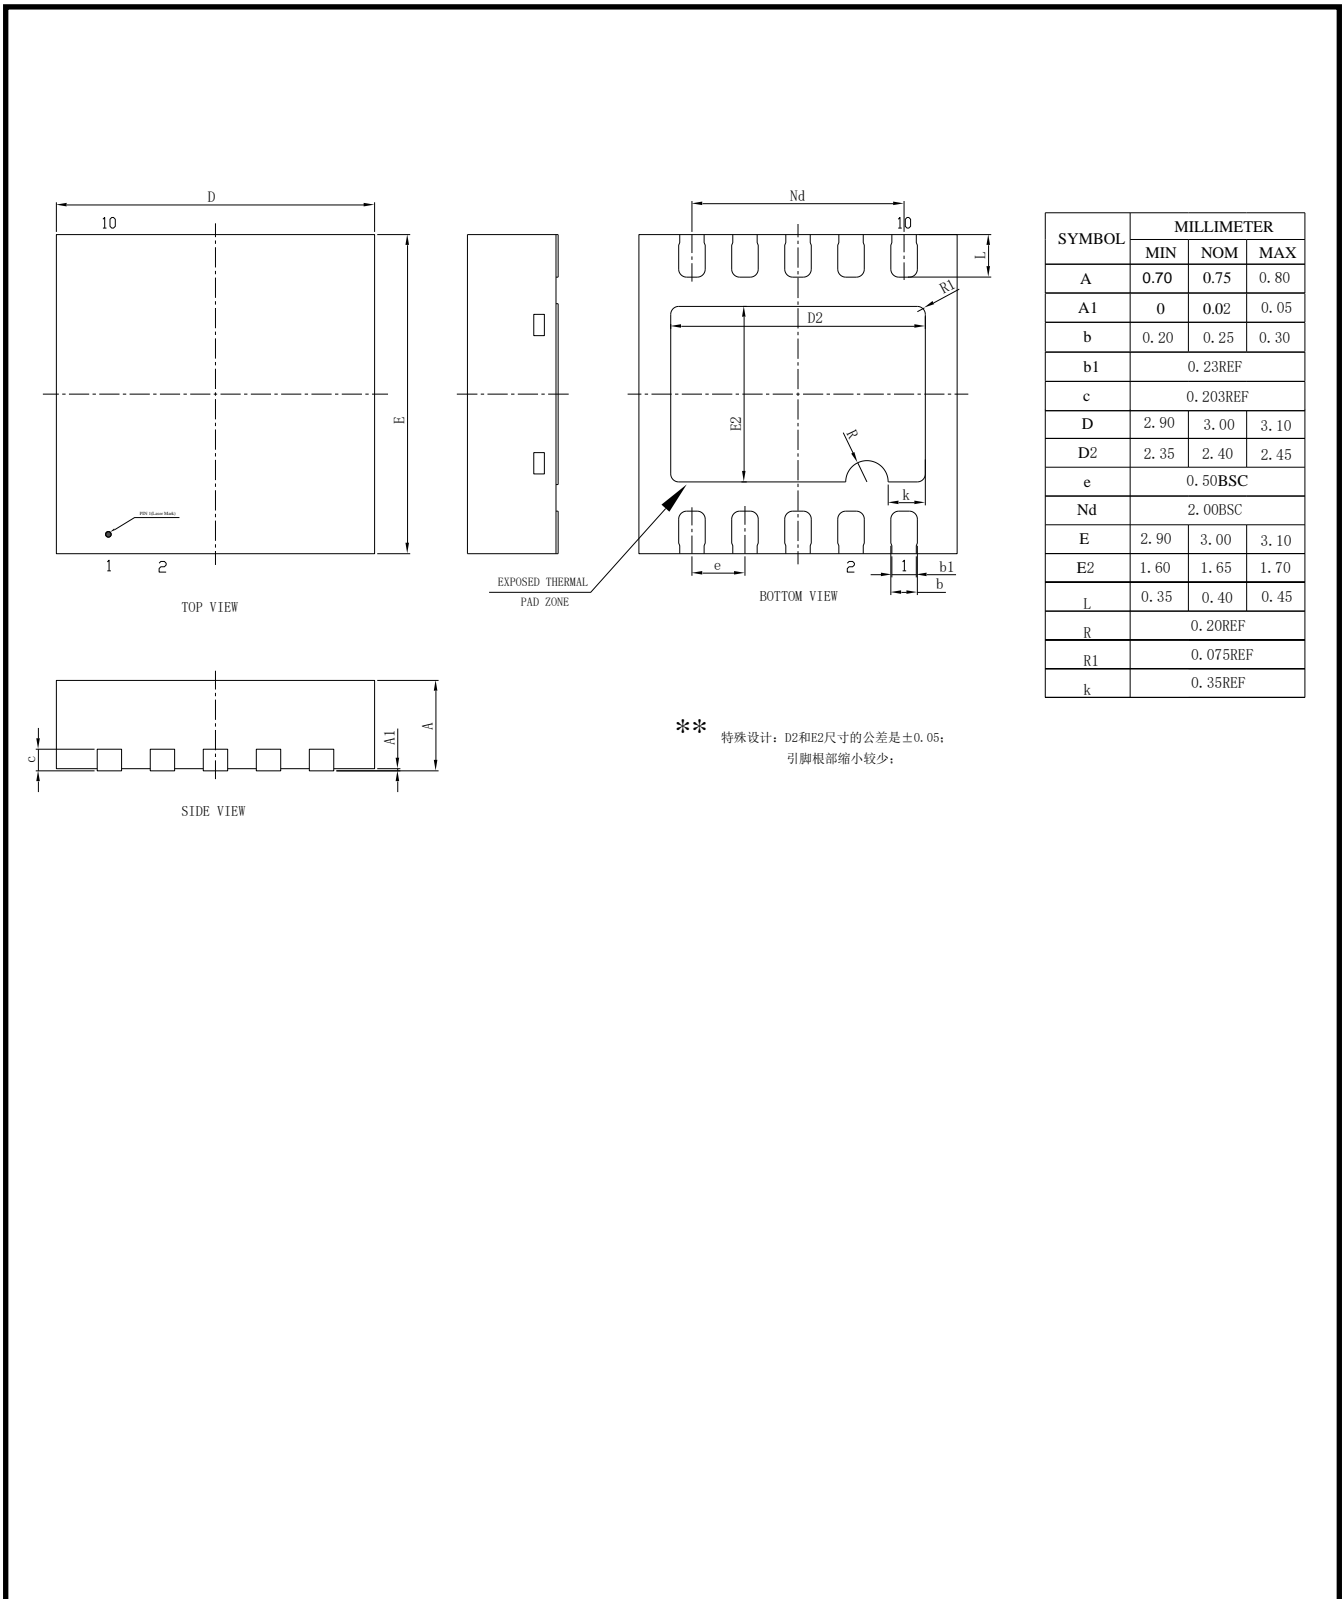 D
10
E
PIN 1(Laser Mark)
1 2
TOP VIEW
EXPOSED THERMAL
PAD ZONE
Nd
10
L
R1
D2
E2
R
k
e
2
1
b1
b
BOTTOM VIEW
c
A1
A
SIDE VIEW
SYMBOL MILLIMETER
MIN NOM MAX
A 0.70 0.75 0.80
A1 0 0.02 0.05
b 0.20 0.25 0.30
b1 0.23REF
c 0.203REF
D 2.90 3.00 3.10
D2 2.35 2.40 2.45
e 0.50BSC
Nd 2.00BSC
E 2.90 3.00 3.10
E2 1.60 1.65 1.70
L 0.35 0.40 0.45
R 0.20REF
R1 0.075REF
k 0.35REF
** 特殊设计：D2和E2尺寸的公差是±0.05；
引脚根部缩小较少；